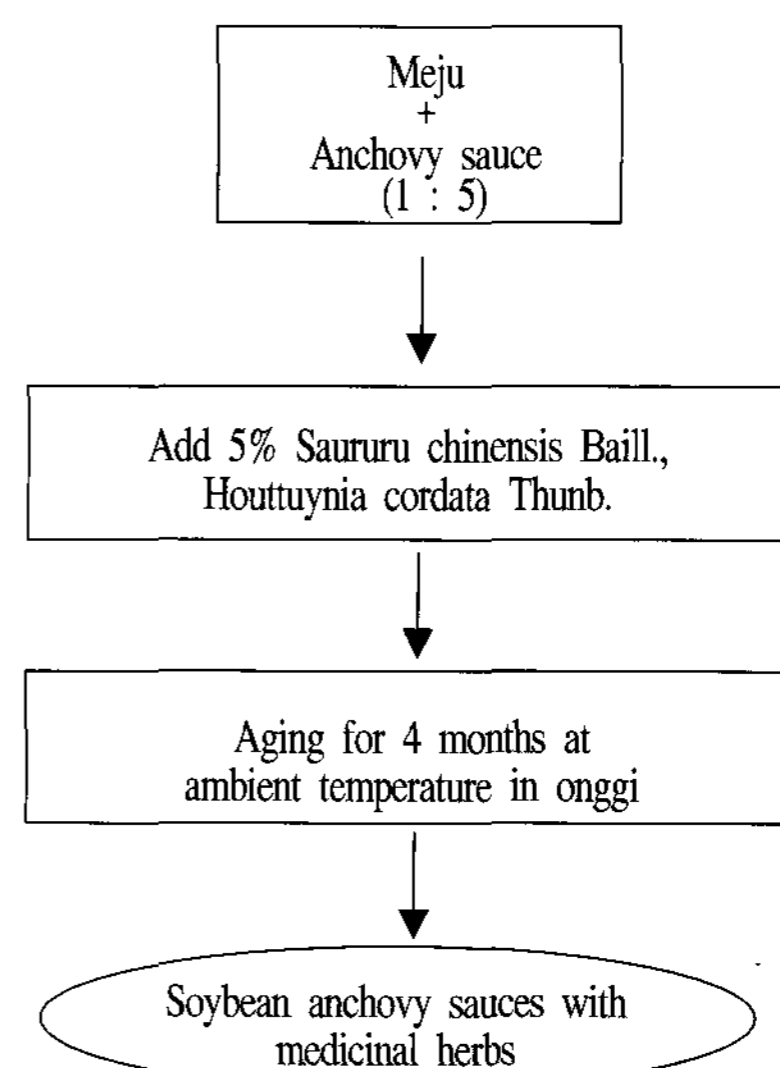 Meju
+
Anchovy sauce
(1 : 5)
Add 5% Saururu chinensis Baill.,
Houttuynia cordata Thunb.
Aging for 4 months at
ambient temperature in onggi
Soybean anchovy sauces with
medicinal herbs